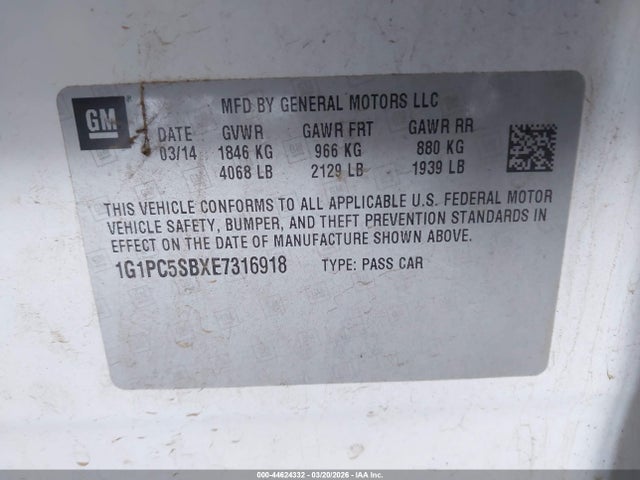 GM
MFD BY GENERAL MOTORS LLC
DATE GVWR GAWR FRT GAWR RR
03/14 1846 KG 966 KG 880 KG
4068 LB 2129 LB 1939 LB
THIS VEHICLE CONFORMS TO ALL APPLICABLE U.S. FEDERAL MOTOR
VEHICLE SAFETY, BUMPER, AND THEFT PREVENTION STANDARDS IN
EFFECT ON THE DATE OF MANUFACTURE SHOWN ABOVE.
1G1PC5SBXE7316918 TYPE: PASS CAR
000-44624332 | 03/20/2026 - IAAI Inc.